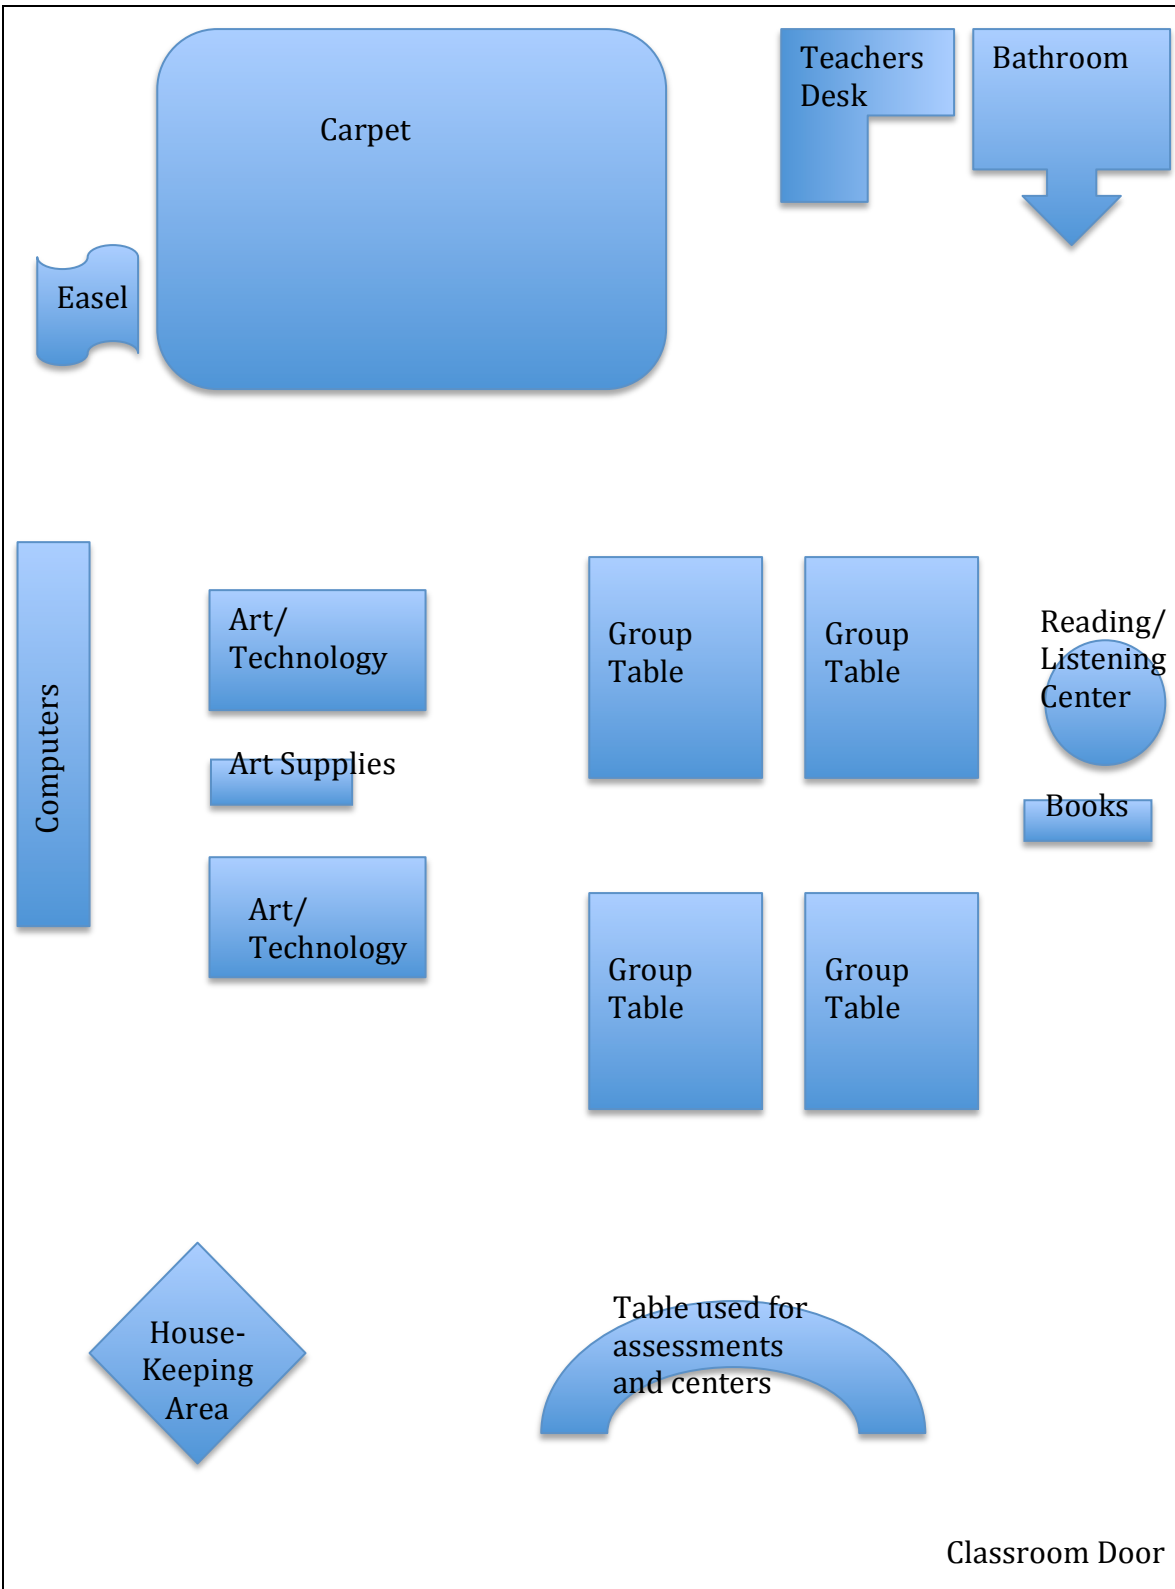 Teachers
Desk
Bathroom
Carpet
Easel
Computers
Art/
Technology
Art Supplies
Art/
Technology
Group
Table
Group
Table
Reading/
Listening
Center
Books
Group
Table
Group
Table
House-
Keeping
Area
Table used for
assessments
and centers
Classroom Door